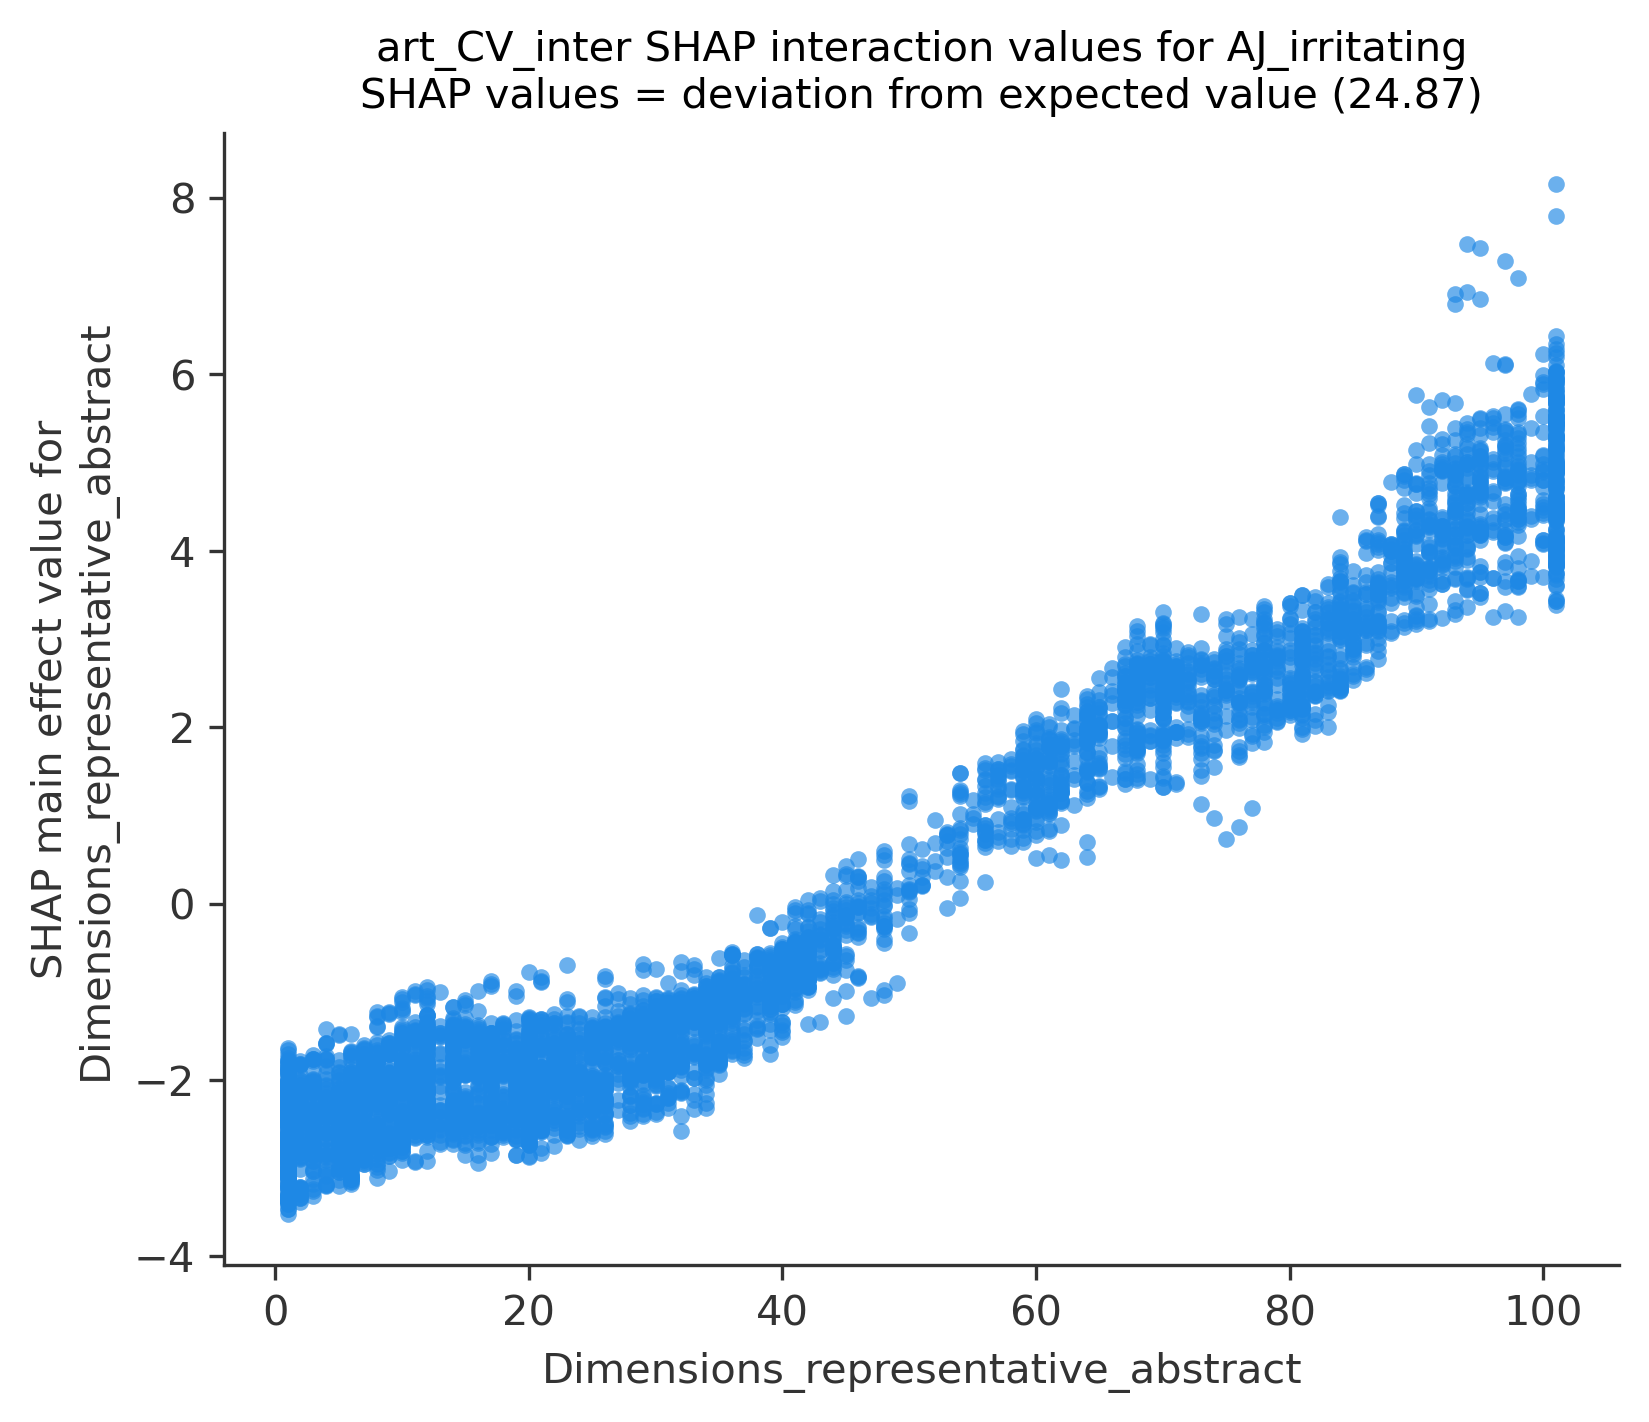 art_CV_inter SHAP interaction values for AJ_irritating
SHAP values = deviation from expected value (24.87)
SHAP main effect value for
Dimensions_representative_abstract
8
6
4
2
0
−2
−4
0
20
40
60
80
100
Dimensions_representative_abstract